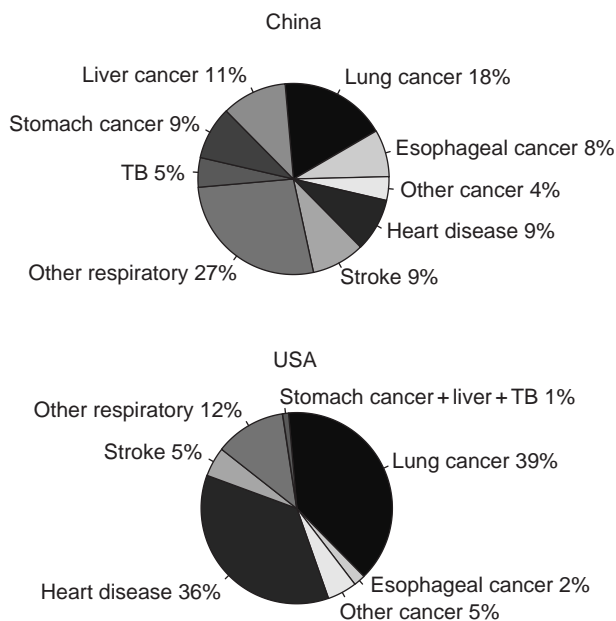 China
Liver cancer 11%
Lung cancer 18%
Stomach cancer 9%
Esophageal cancer 8%
TB 5%
Other cancer 4%
Heart disease 9%
Other respiratory 27%
Stroke 9%
USA
Stomach cancer + liver + TB 1%
Other respiratory 12%
Stroke 5%
Lung cancer 39%
Heart disease 36%
Esophageal cancer 2%
Other cancer 5%